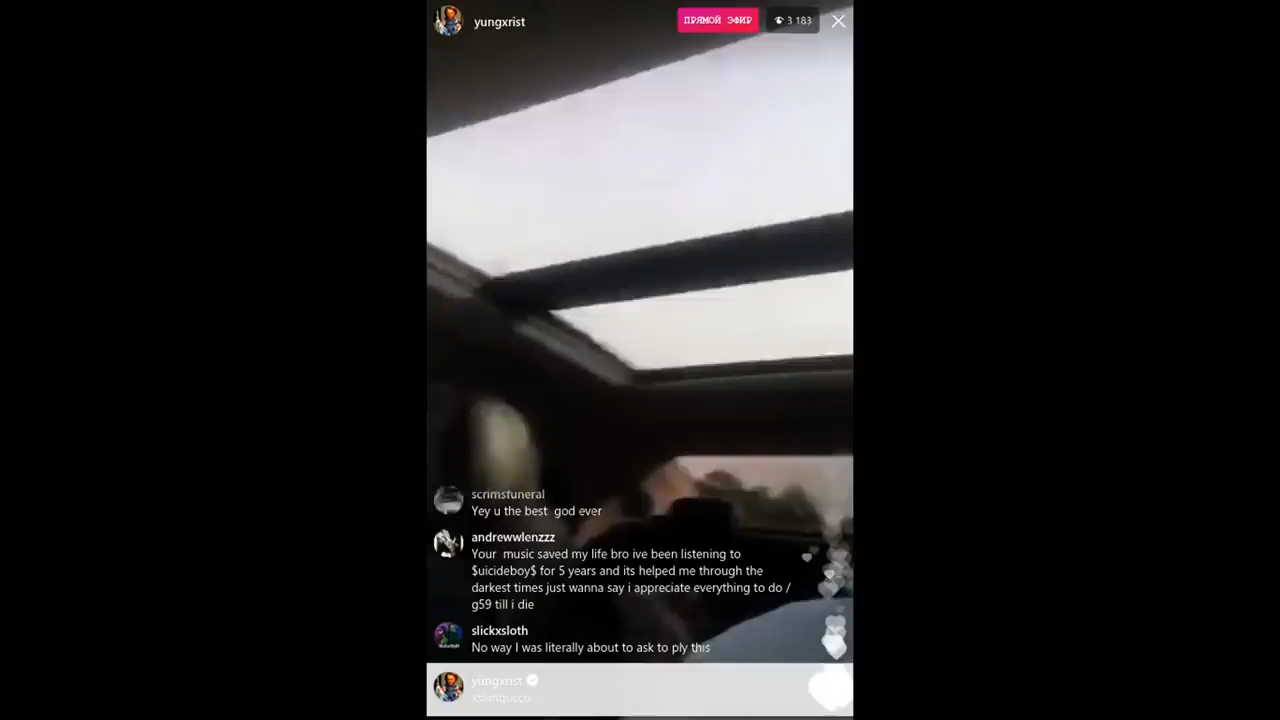 yungxrist
ПРЯМОЙ ЭФИР
3 183
scrimsfuneral
Yey u the best god ever
andrewwlenzzz
Your music saved my life bro ive been listening to
$uicideboy$ for 5 years and its helped me through the
darkest times just wanna say i appreciate everything to do /
g59 till i die
slickxsloth
No way I was literally about to ask to ply this
yungxrist